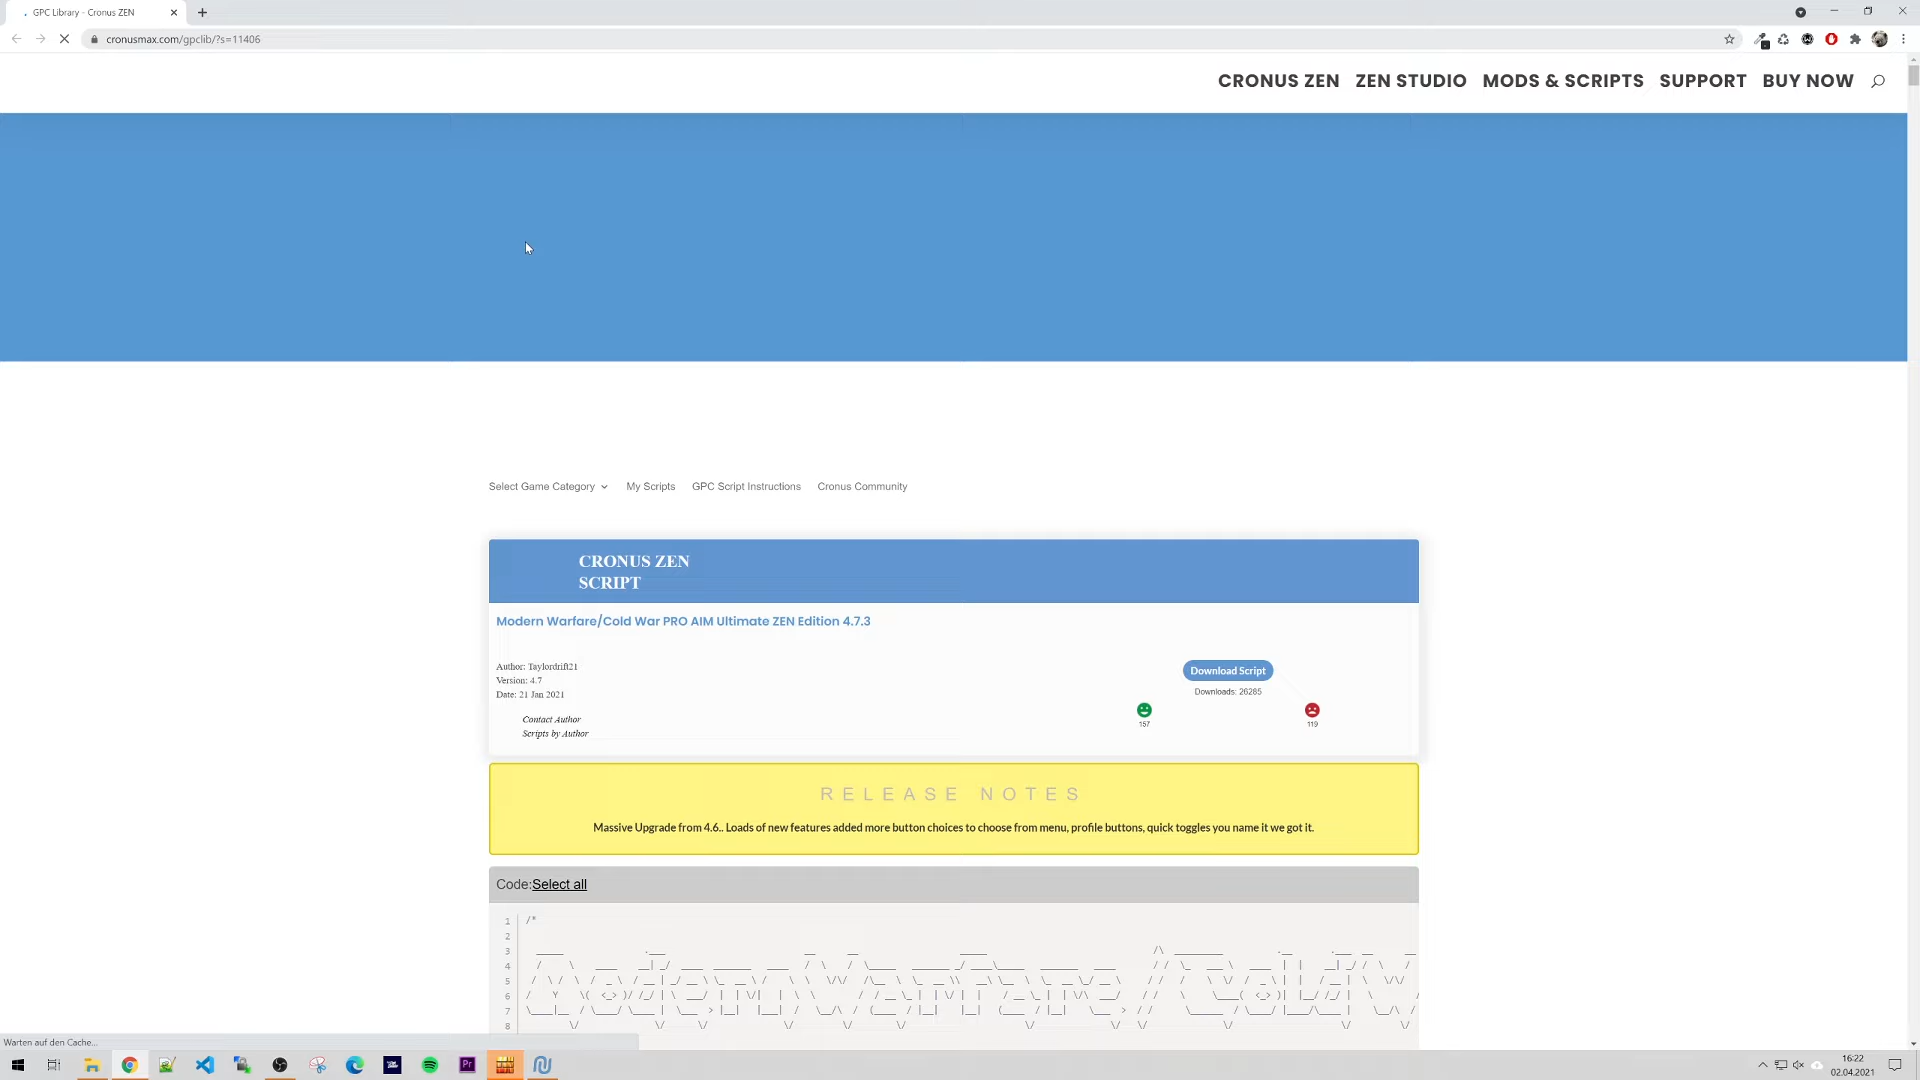 GPC Library - Cronus ZEN
cronusmax.com/gpclib/?s=11406
CRONUS ZEN
ZEN STUDIO
MODS & SCRIPTS
SUPPORT
BUY NOW
Select Game Category
My Scripts
GPC Script Instructions
Cronus Community
CRONUS ZEN
SCRIPT
Modern Warfare/Cold War PRO AIM Ultimate ZEN Edition 4.7.3
Author: Taylordrift21
Version: 4.7
Date: 21 Jan 2021
Contact Author
Scripts by Author
Download Script
Downloads: 26285
157
119
RELEASE NOTES
Massive Upgrade from 4.6.. Loads of new features added more button choices to choose from menu, profile buttons, quick toggles you name it we got it.
Code:Select all
1 /*
2
3
4
5
6
7
8
Warten auf den Cache...
Pr
16:22
02.04.2021